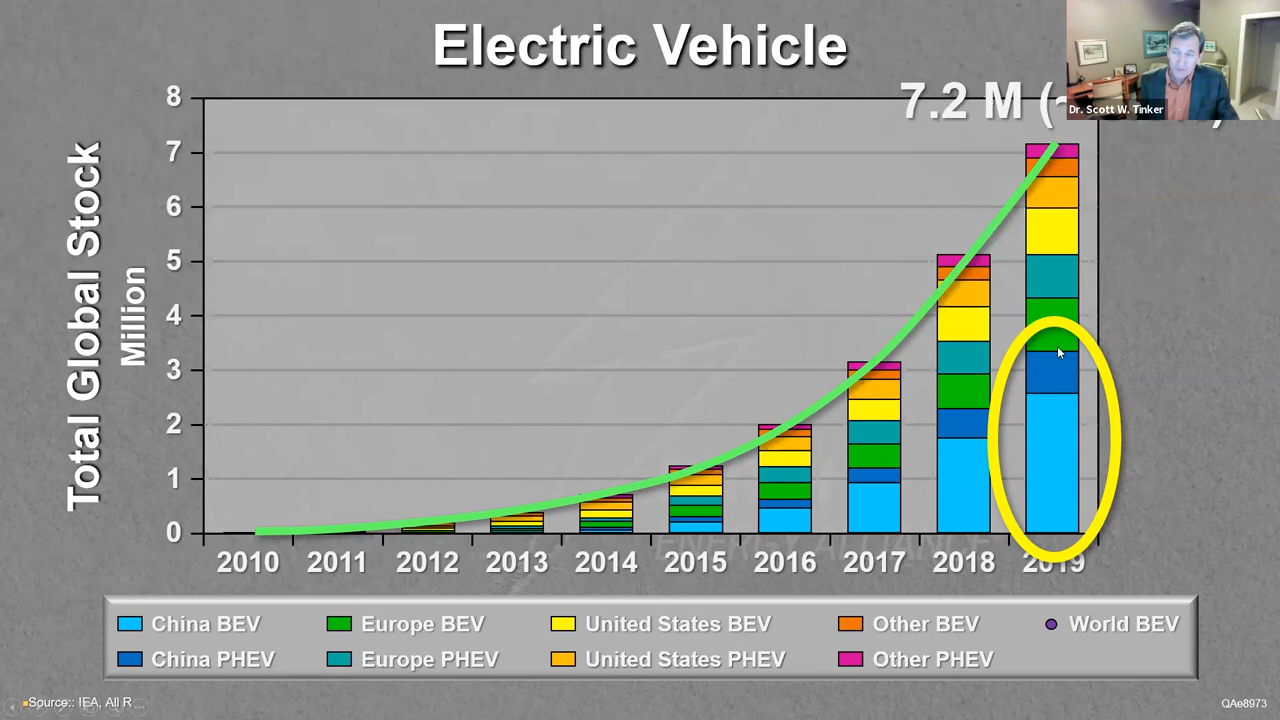 Electric Vehicle
7.2 M (~
Dr. Scott W. Tinker
Total Global Stock
Million
8
7
6
5
4
3
2
1
0
2010 2011 2012 2013 2014 2015 2016 2017 2018 2019
China BEV Europe BEV United States BEV Other BEV World BEV
China PHEV Europe PHEV United States PHEV Other PHEV
Source:: IEA, All R...
QAe8973